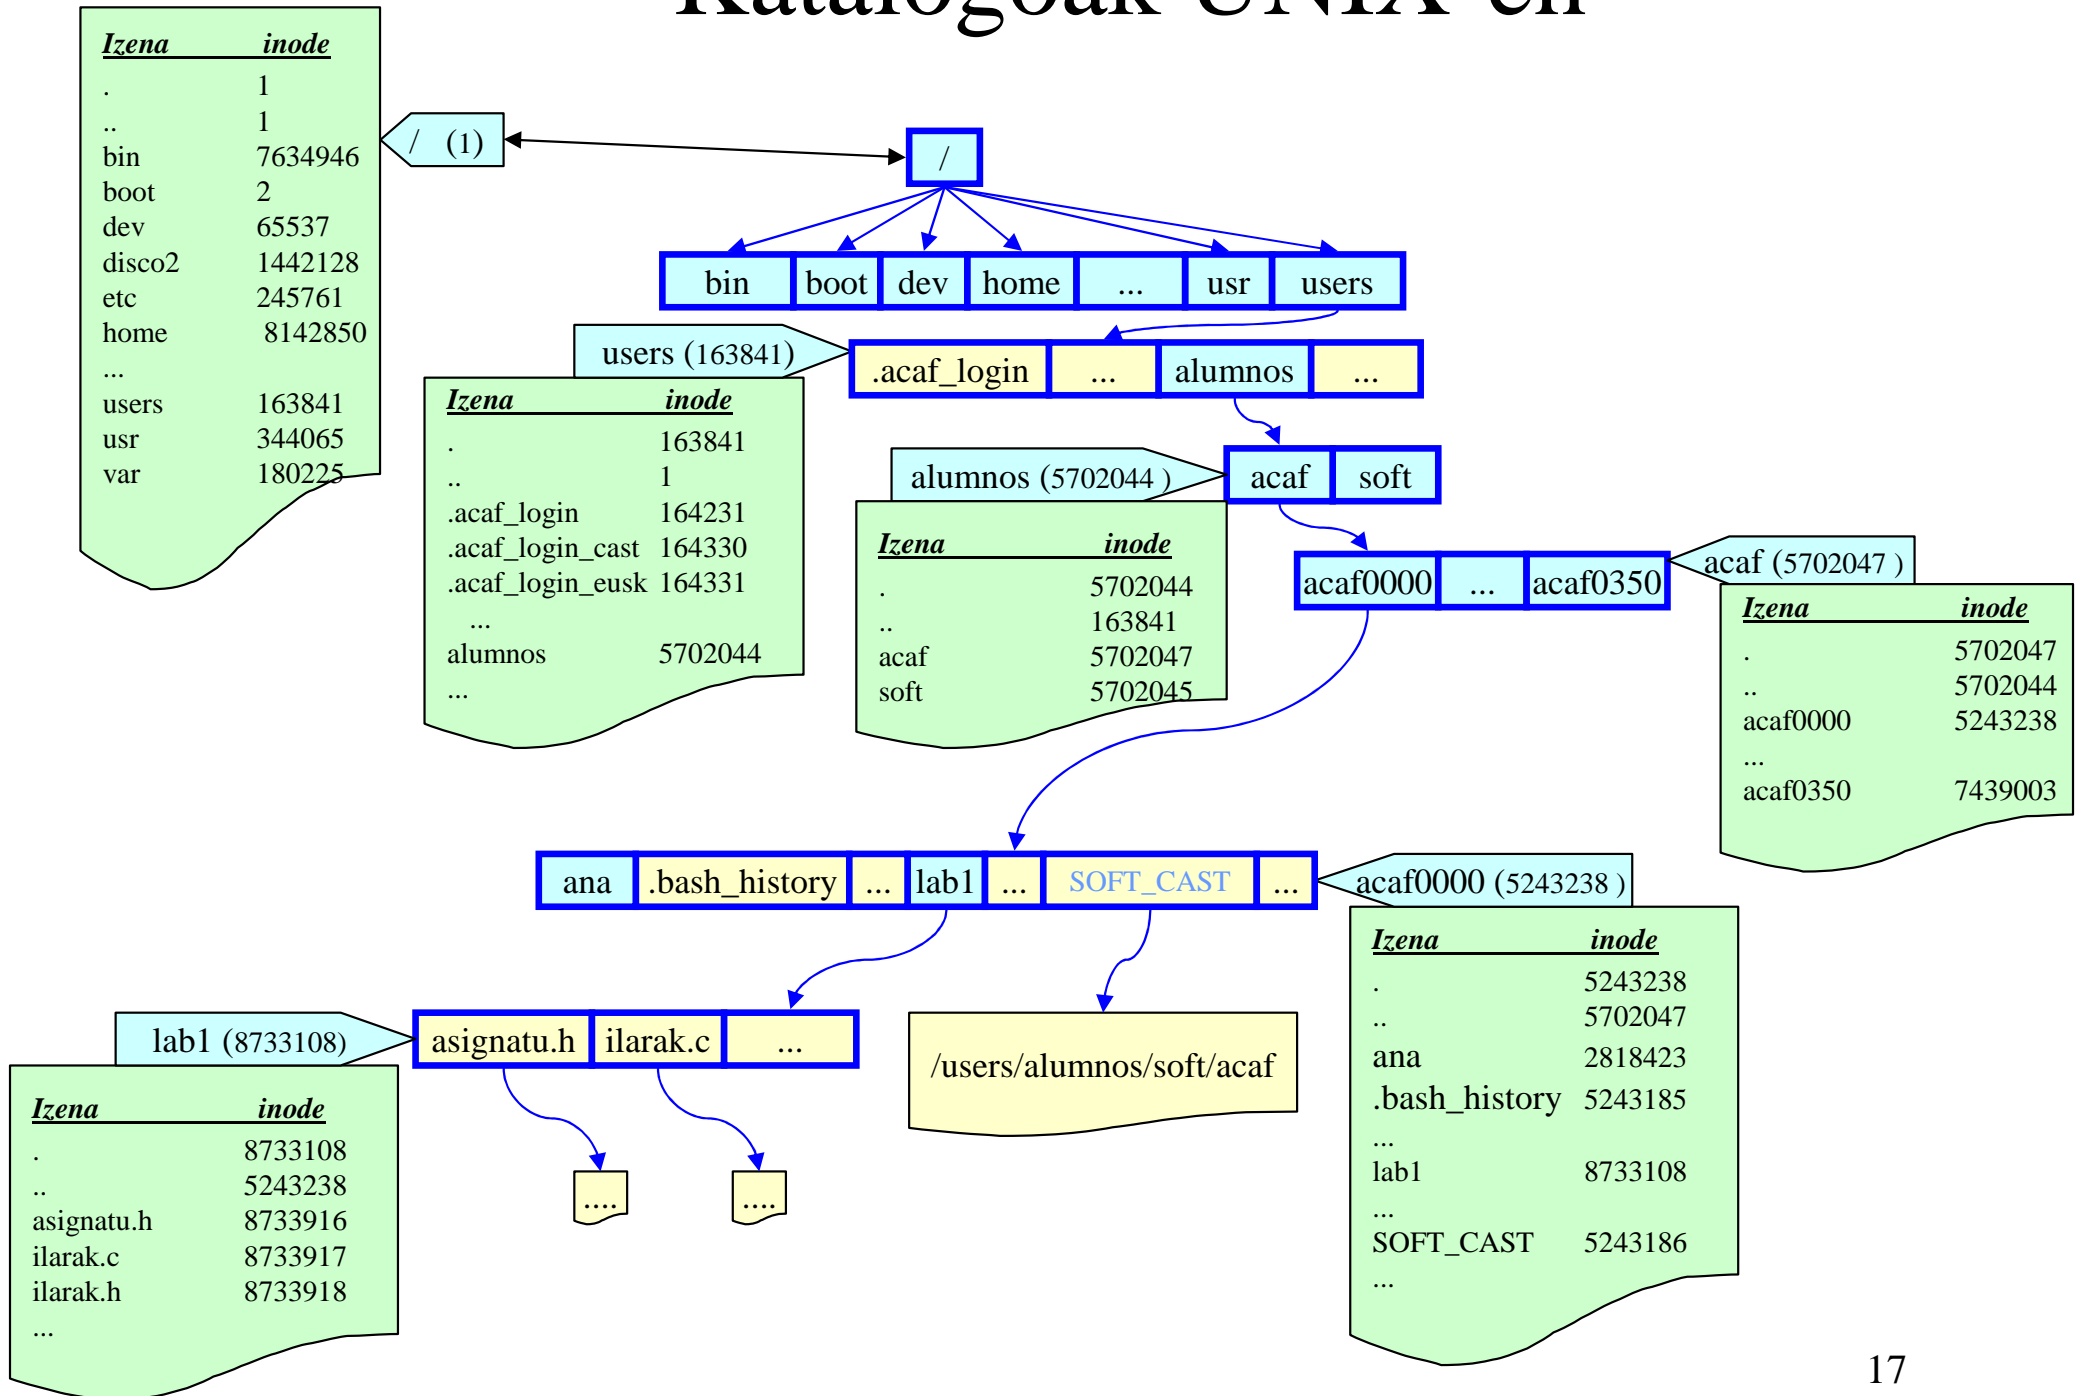 Katalogoak UNIX-en
Izena inode
. 1
.. 1
bin 7634946
boot 2
dev 65537
disco2 1442128
etc 245761
home 8142850
...
users 163841
usr 344065
var 180225
/ (1)
/
bin boot dev home ... usr users
users (163841)
.acaf_login ... alumnos ...
Izena inode
. 163841
.. 1
.acaf_login 164231
.acaf_login_cast 164330
.acaf_login_eusk 164331
...
alumnos 5702044
...
alumnos (5702044 )
acaf soft
Izena inode
. 5702044
.. 163841
acaf 5702047
soft 5702045
acaf0000 ... acaf0350
acaf (5702047 )
Izena inode
. 5702047
.. 5702044
acaf0000 5243238
...
acaf0350 7439003
ana .bash_history ... lab1 ... SOFT_CAST ...
acaf0000 (5243238 )
Izena inode
. 5243238
.. 5702047
ana 2818423
.bash_history 5243185
...
lab1 8733108
...
SOFT_CAST 5243186
...
lab1 (8733108)
asignatu.h ilarak.c ...
/users/alumnos/soft/acaf
Izena inode
. 8733108
.. 5243238
asignatu.h 8733916
ilarak.c 8733917
ilarak.h 8733918
...
.... ....
17